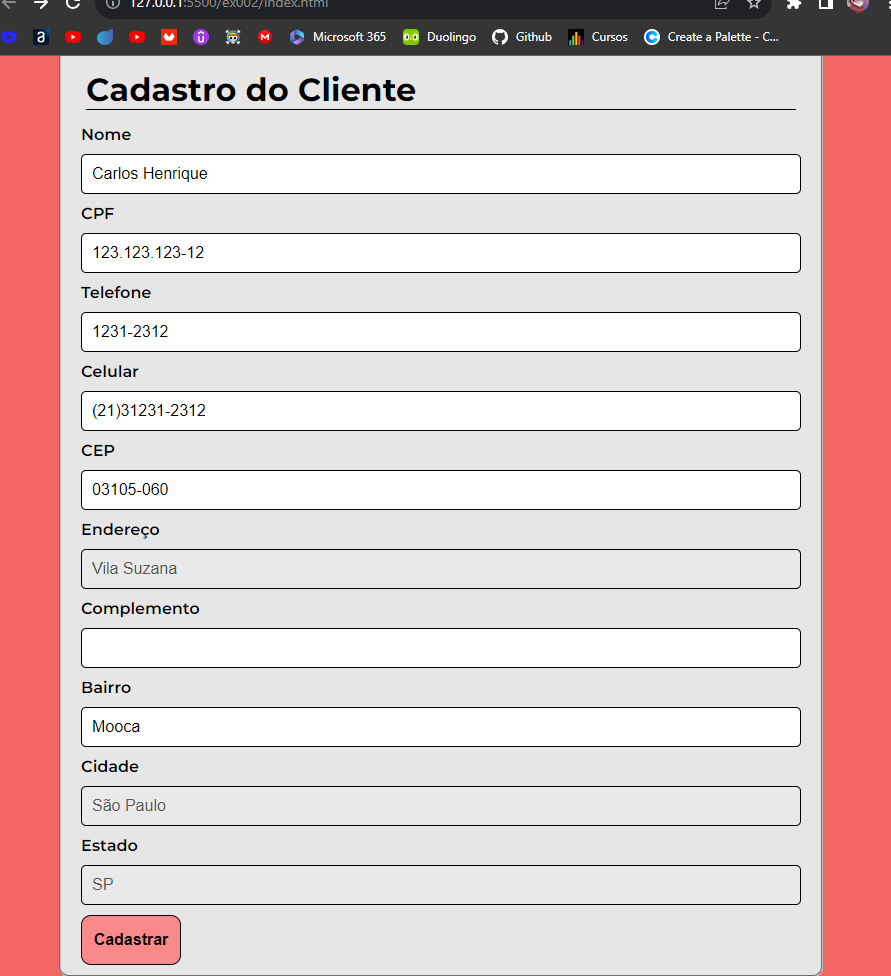 127.0.0.1:5500/ex002/index.html
Microsoft 365 Duolingo Github Cursos Create a Palette - C...
Cadastro do Cliente
Nome
Carlos Henrique
CPF
123.123.123-12
Telefone
1231-2312
Celular
(21)31231-2312
CEP
03105-060
Endereço
Vila Suzana
Complemento
Bairro
Mooca
Cidade
São Paulo
Estado
SP
Cadastrar